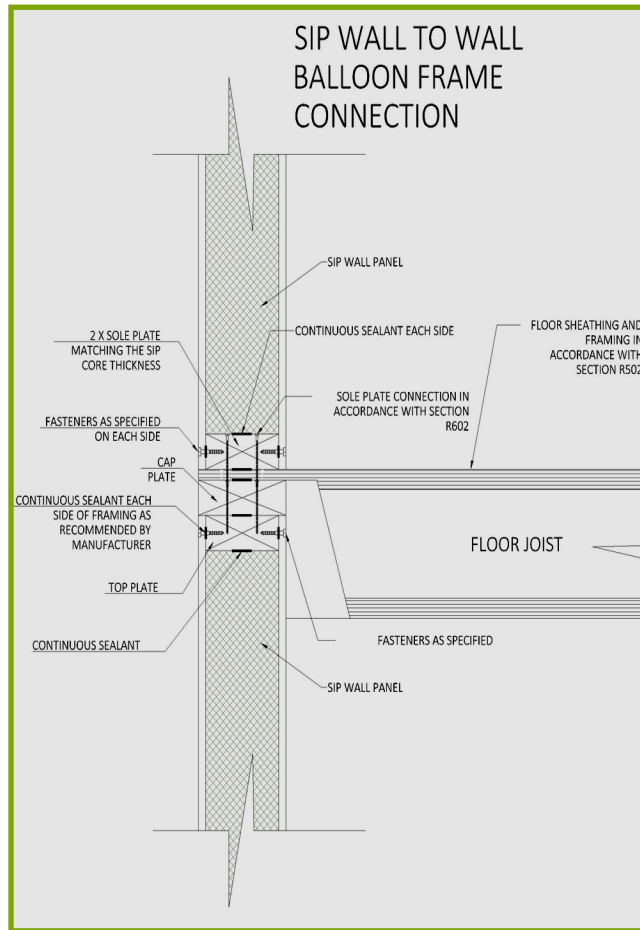 SIP WALL TO WALL
BALLOON FRAME
CONNECTION
SIP WALL PANEL
2 X SOLE PLATE
MATCHING THE SIP
CORE THICKNESS
CONTINUOUS SEALANT EACH SIDE
FLOOR SHEATHING AND
FRAMING IN
ACCORDANCE WITH
SECTION R502
SOLE PLATE CONNECTION IN
ACCORDANCE WITH SECTION
R602
FASTENERS AS SPECIFIED
ON EACH SIDE
CAP
PLATE
CONTINUOUS SEALANT EACH
SIDE OF FRAMING AS
RECOMMENDED BY
MANUFACTURER
FLOOR JOIST
TOP PLATE
CONTINUOUS SEALANT
FASTENERS AS SPECIFIED
SIP WALL PANEL